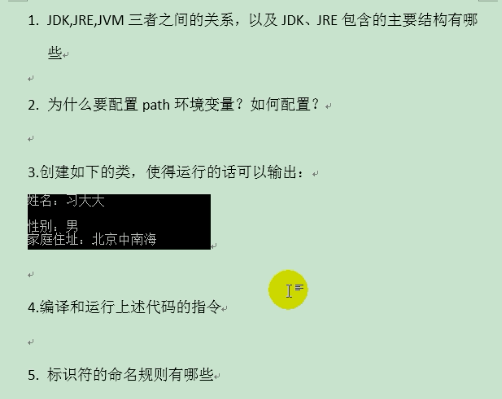 1. JDK,JRE,JVM 三者之间的关系，以及 JDK、JRE 包含的主要结构有哪
些
2. 为什么要配置 path 环境变量？如何配置？
3.创建如下的类，使得运行的话可以输出：
姓名：习大大
性别：男
家庭住址：北京中南海
4.编译和运行上述代码的指令
5. 标识符的命名规则有哪些